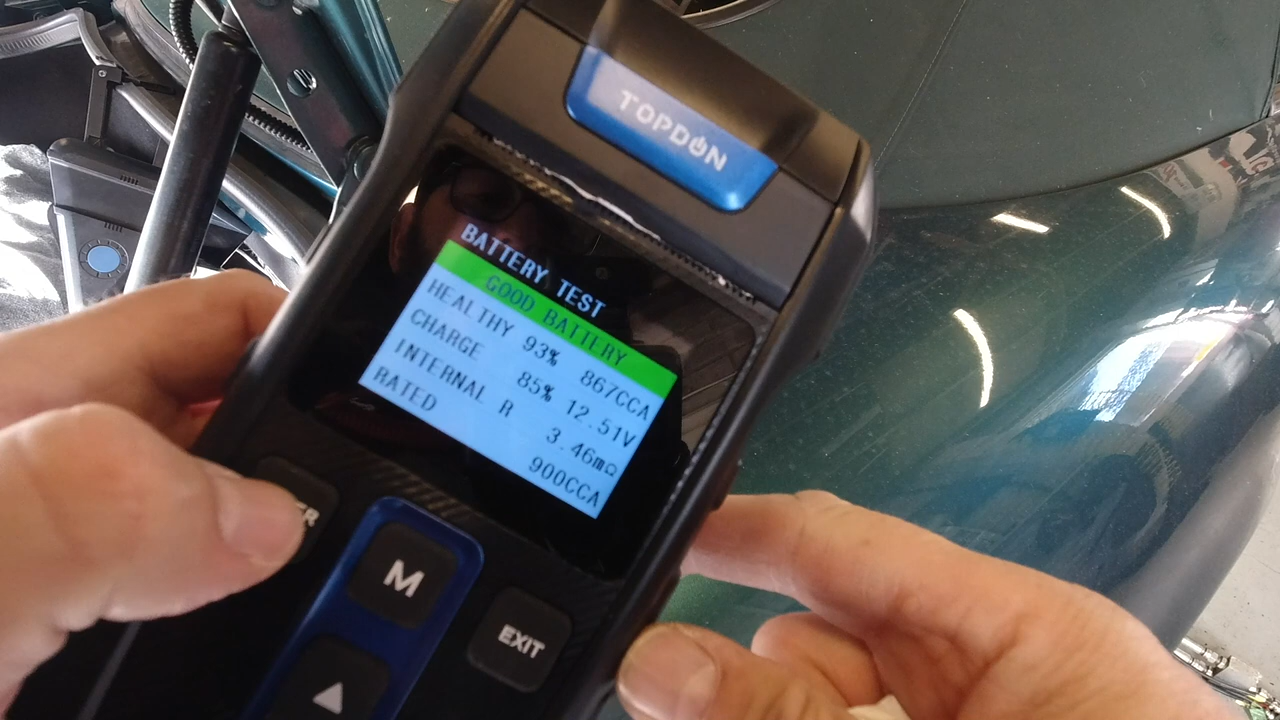 TOPDON
BATTERY TEST
GOOD BATTERY
HEALTHY 93% 867CCA
CHARGE 85% 12.51V
INTERNAL R 3.46mΩ
RATED 900CCA
M
EXIT